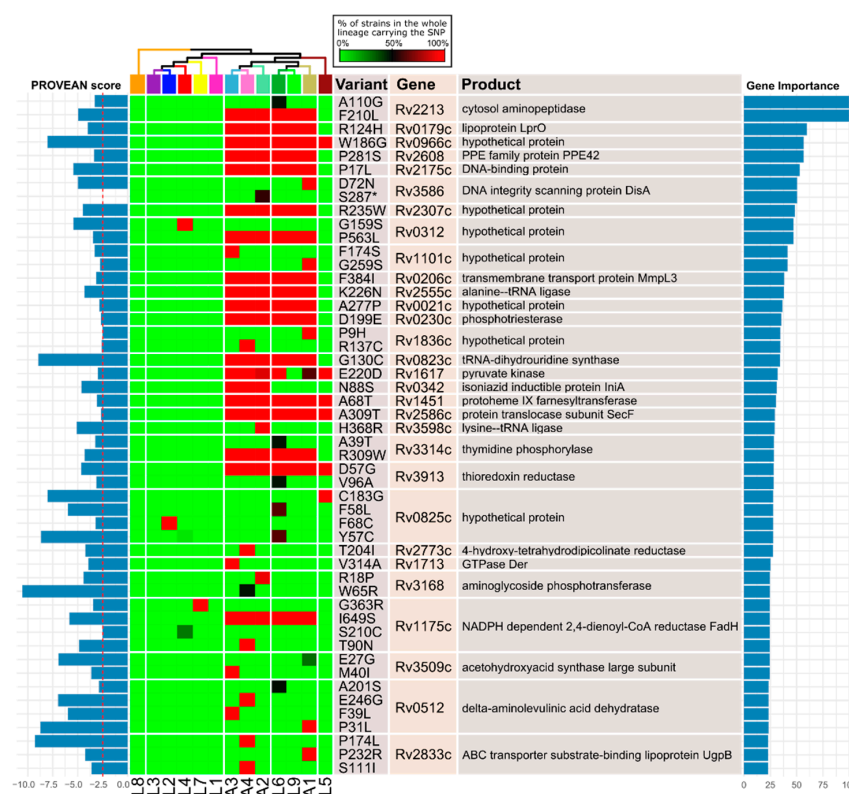 % of strains in the whole
lineage carrying the SNP
0% 50% 100%
PROVEAN score Variant Gene Product Gene Importance
A110G
Rv2213 cytosol aminopeptidase
F210L
R124H Rv0179c lipoprotein LprO
W186G Rv0966c hypothetical protein
P281S Rv2608 PPE family protein PPE42
P17L Rv2175c DNA-binding protein
D72N
Rv3586 DNA integrity scanning protein DisA
S287*
R235W Rv2307c hypothetical protein
G159S
Rv0312 hypothetical protein
P563L
F174S
Rv1101c hypothetical protein
G259S
F384I Rv0206c transmembrane transport protein MmpL3
K226N Rv2555c alanine--tRNA ligase
A277P Rv0021c hypothetical protein
D199E Rv0230c phosphotriesterase
P9H
Rv1836c hypothetical protein
R137C
G130C Rv0823c tRNA-dihydrouridine synthase
E220D Rv1617 pyruvate kinase
N88S Rv0342 isoniazid inductible protein IniA
A68T Rv1451 protoheme IX farnesyltransferase
A309T Rv2586c protein translocase subunit SecF
H368R Rv3598c lysine--tRNA ligase
A39T
Rv3314c thymidine phosphorylase
R309W
D57G
Rv3913 thioredoxin reductase
V96A
C183G
F58L
Rv0825c hypothetical protein
F68C
Y57C
T204I Rv2773c 4-hydroxy-tetrahydrodipicolinate reductase
V314A Rv1713 GTPase Der
R18P
Rv3168 aminoglycoside phosphotransferase
W65R
G363R
I649S
Rv1175c NADPH dependent 2,4-dienoyl-CoA reductase FadH
S210C
T90N
E27G
Rv3509c acetohydroxyacid synthase large subunit
M40I
A201S
E246G
Rv0512 delta-aminolevulinic acid dehydratase
F39L
P31L
P174L
P232R Rv2833c ABC transporter substrate-binding lipoprotein UgpB
S111I
−10.0 −7.5 −5.0 −2.5 0.0 L8 L3 L2 L4 L7 L1 A3 A4 A2 L6 L9 A1 L5 0 25 50 75